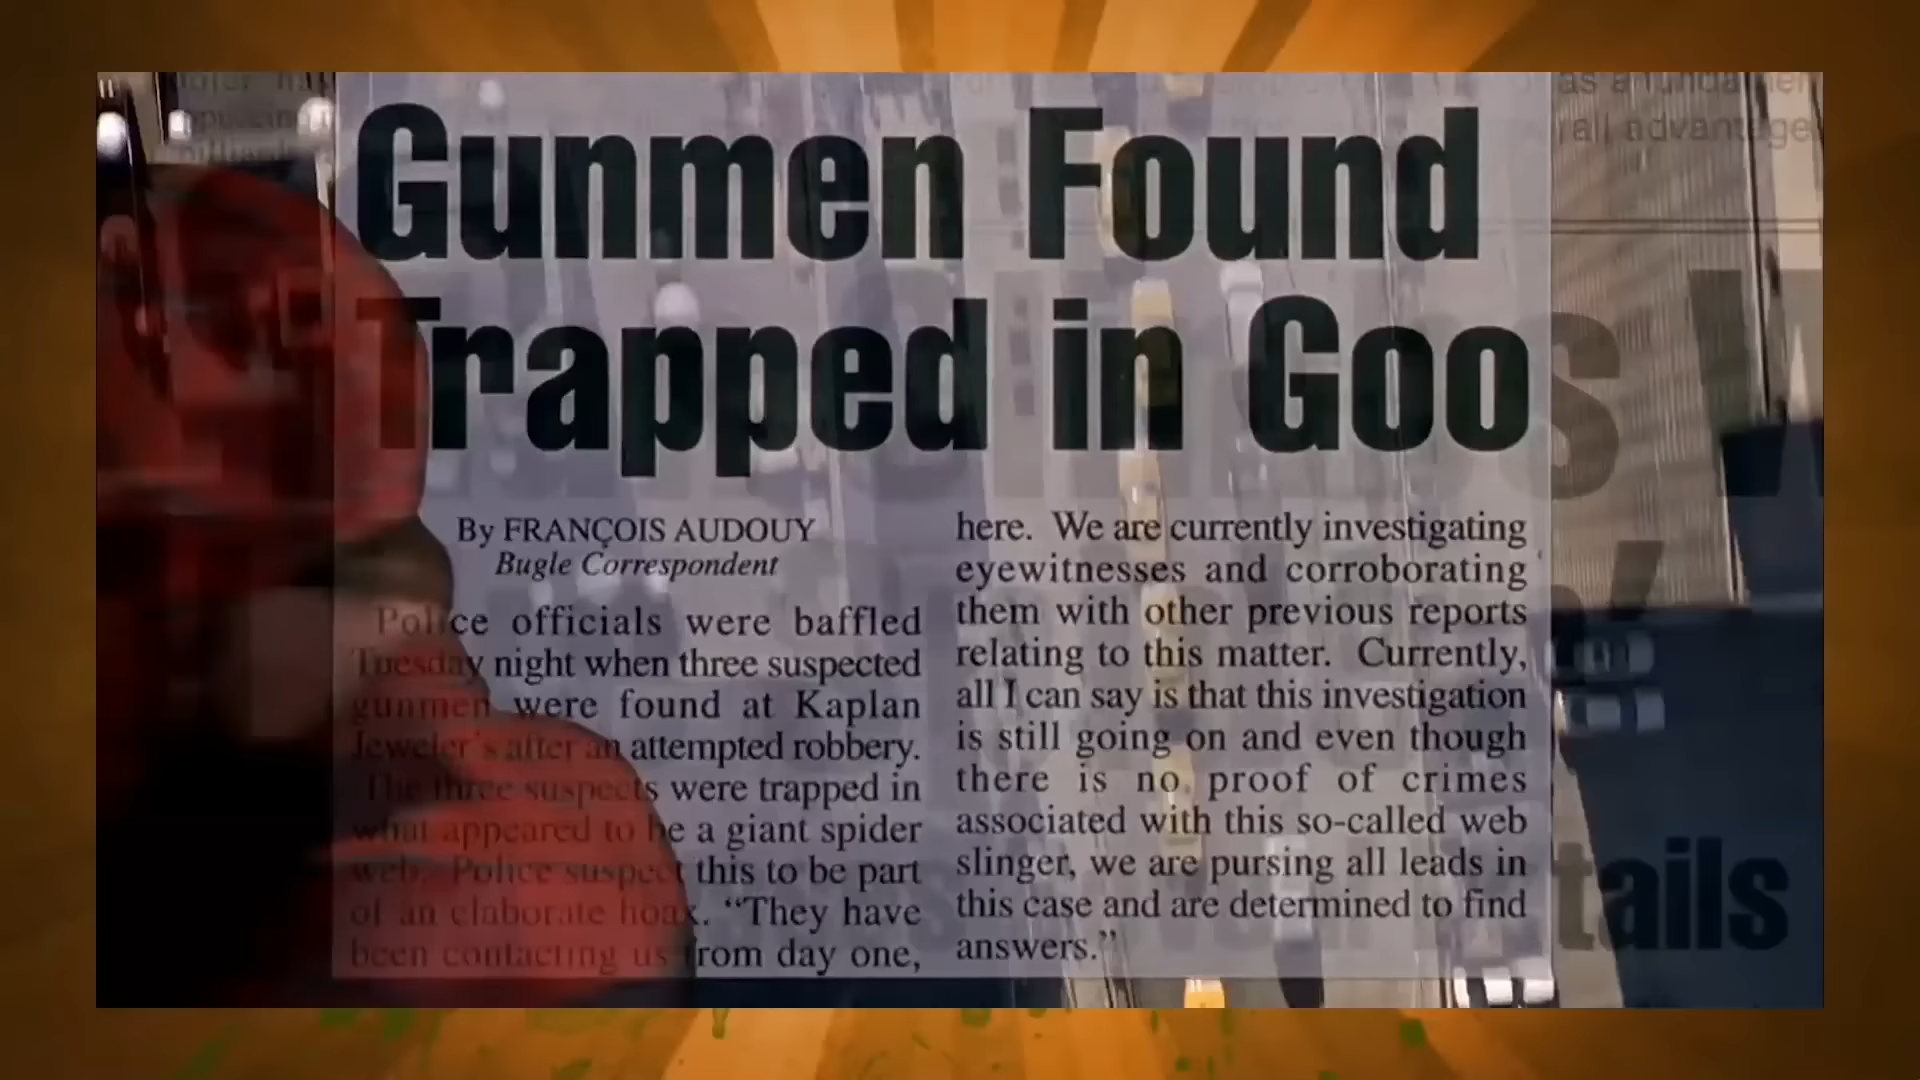 as a fundamen
rall advantage
Gunmen Found
Trapped in Goo
By FRANÇOIS AUDOUY
Bugle Correspondent
Police officials were baffled
Tuesday night when three suspected
gunmen were found at Kaplan
Jeweler's after an attempted robbery.
The three suspects were trapped in
what appeared to be a giant spider
web. Police suspect this to be part
of an elaborate hoax. “They have
been contacting us from day one,
here. We are currently investigating
eyewitnesses and corroborating
them with other previous reports
relating to this matter. Currently,
all I can say is that this investigation
is still going on and even though
there is no proof of crimes
associated with this so-called web
slinger, we are pursing all leads in
this case and are determined to find
answers.”
tails